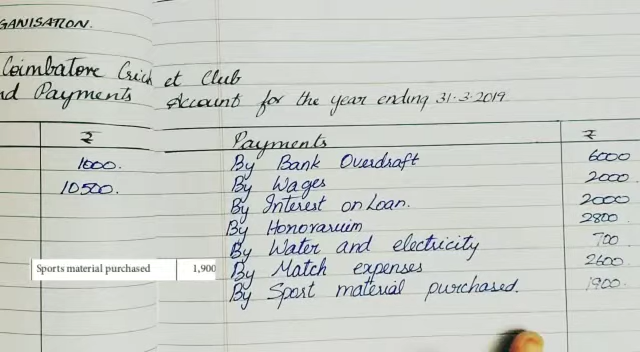 GANISATION.
Coimbatore Crick et Club
nd Payments Account for the year ending 31-3-2019
₹ Payments ₹
1000. By Bank Overdraft 6000
10500. By Wages 2000
By Interest on Loan. 2000
By Honorarium 2800
By Water and electricity 700
Sports material purchased 1,900 By Match expenses 2600
By Sport material purchased. 1900.